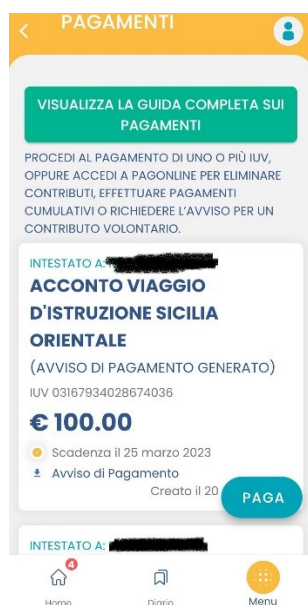 PAGAMENTI
VISUALIZZA LA GUIDA COMPLETA SUI
PAGAMENTI
PROCEDI AL PAGAMENTO DI UNO O PIÙ IUV,
OPPURE ACCEDI A PAGONLINE PER ELIMINARE
CONTRIBUTI, EFFETTUARE PAGAMENTI
CUMULATIVI O RICHIEDERE L'AVVISO PER UN
CONTRIBUTO VOLONTARIO.
INTESTATO A:
ACCONTO VIAGGIO
D'ISTRUZIONE SICILIA
ORIENTALE
(AVVISO DI PAGAMENTO GENERATO)
IUV 03167934028674036
€ 100.00
Scadenza il 25 marzo 2023
Avviso di Pagamento
Creato il 20
PAGA
INTESTATO A:
4
Home Diario Menu